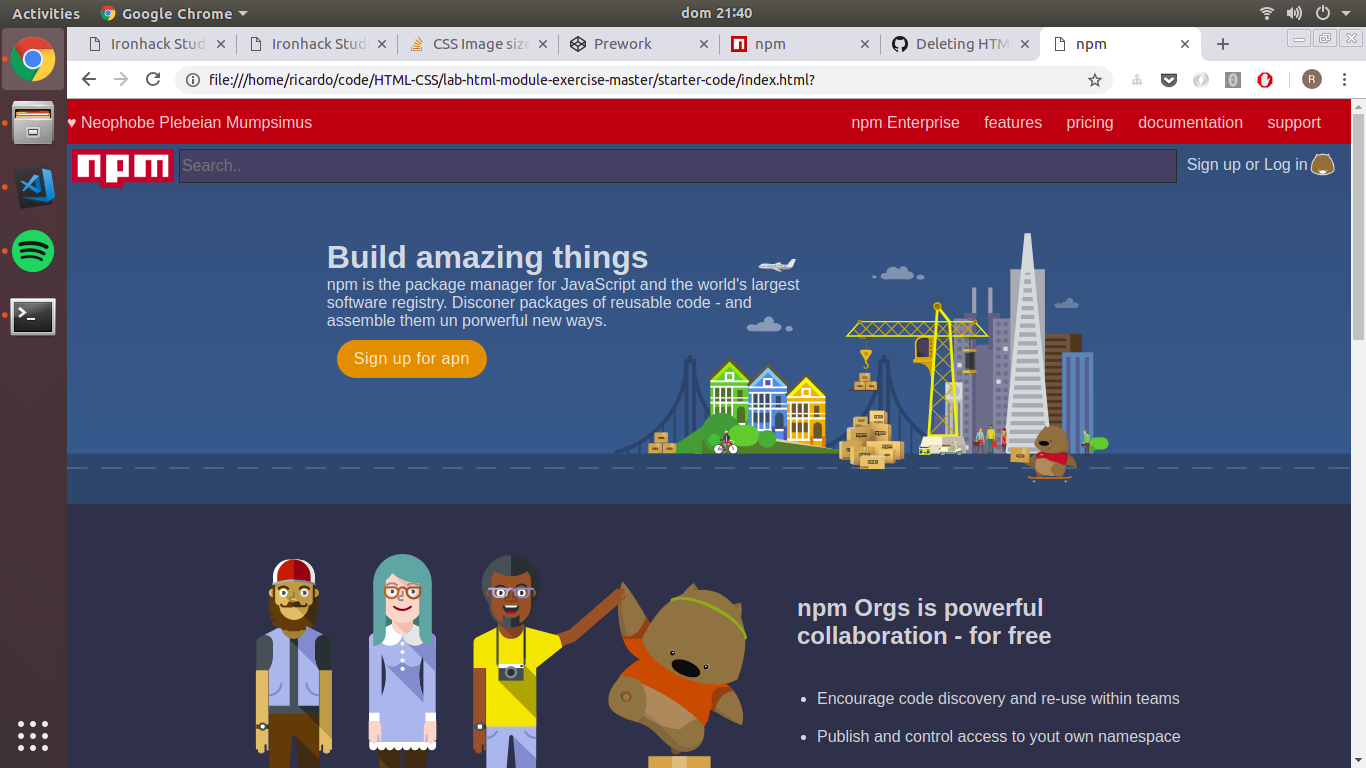 Activities
Google Chrome
dom 21:40
Ironhack Stud
Ironhack Stud
CSS Image size
Prework
npm
Deleting HTM
npm
file:///home/ricardo/code/HTML-CSS/lab-html-module-exercise-master/starter-code/index.html?
R
♥ Neophobe Plebeian Mumpsimus
npm Enterprise
features
pricing
documentation
support
npm
Search..
Sign up or Log in
Build amazing things
npm is the package manager for JavaScript and the world's largest
software registry. Disconer packages of reusable code - and
assemble them un porwerful new ways.
Sign up for apn
npm Orgs is powerful
collaboration - for free
• Encourage code discovery and re-use within teams
• Publish and control access to yout own namespace